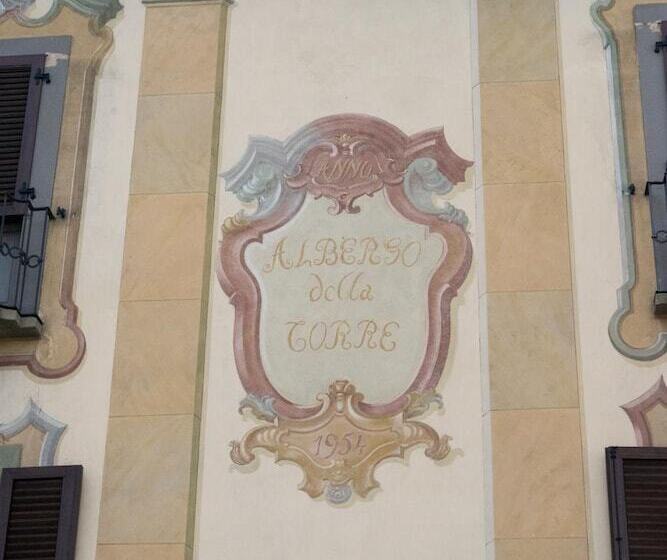 ANNO
ALBERGO
della
TORRE
1954